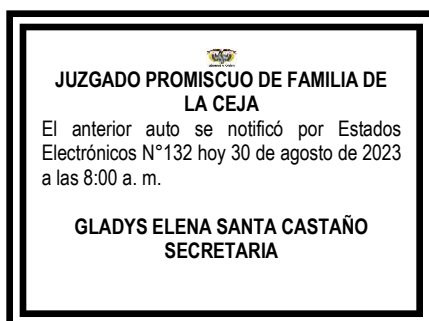 JUZGADO PROMISCUO DE FAMILIA DE
LA CEJA
El anterior auto se notificó por Estados
Electrónicos N°132 hoy 30 de agosto de 2023
a las 8:00 a. m.
GLADYS ELENA SANTA CASTAÑO
SECRETARIA